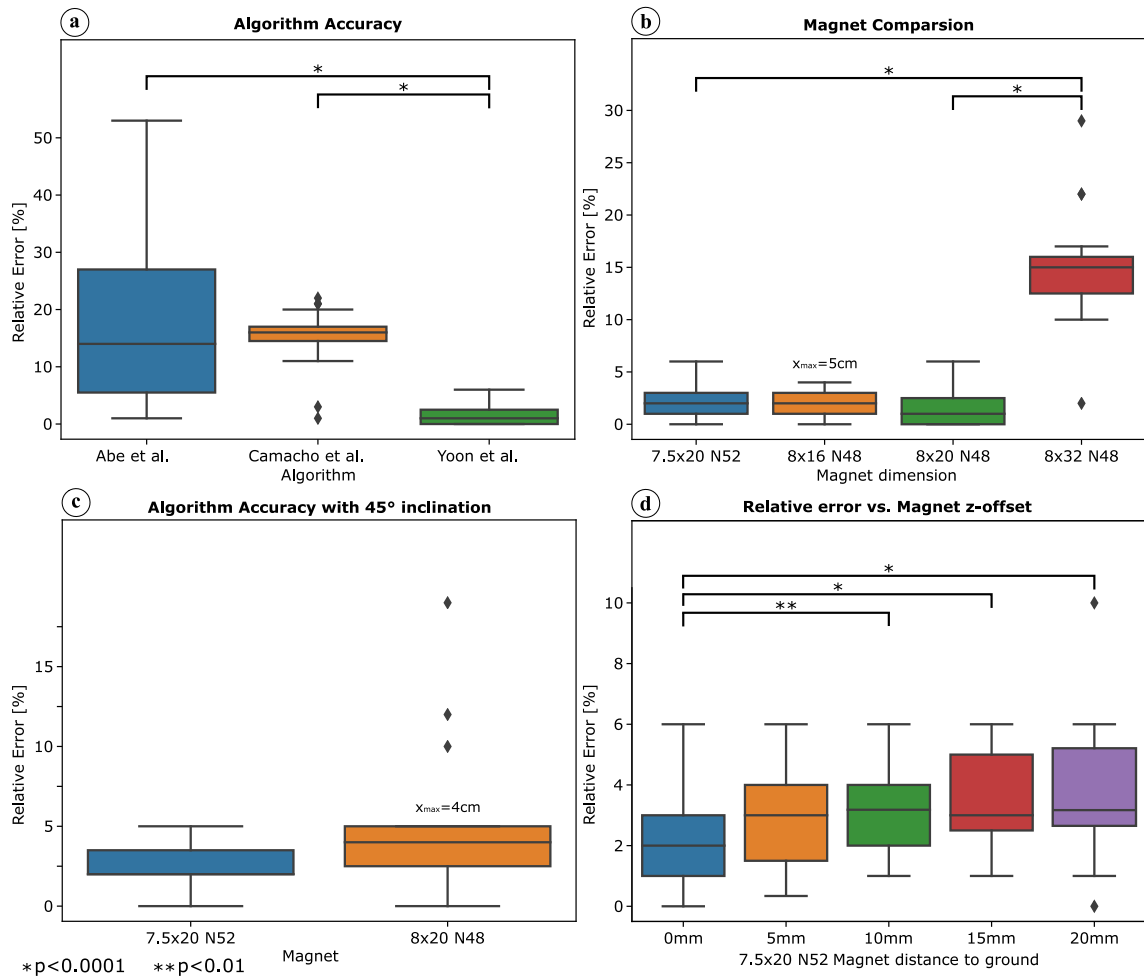 a
Algorithm Accuracy
*
*
Relative Error [%]
50
40
30
20
10
0
Abe et al.
Camacho et al.
Yoon et al.
Algorithm
b
Magnet Comparsion
*
*
Relative Error [%]
30
25
20
15
10
5
0
xmax=5cm
7.5x20 N52
8x16 N48
8x20 N48
8x32 N48
Magnet dimension
c
Algorithm Accuracy with 45° inclination
Relative Error [%]
15
10
5
0
xmax=4cm
7.5x20 N52
8x20 N48
Magnet
d
Relative error vs. Magnet z-offset
*
*
**
Relative Error [%]
10
8
6
4
2
0
0mm
5mm
10mm
15mm
20mm
7.5x20 N52 Magnet distance to ground
*p<0.0001 **p<0.01